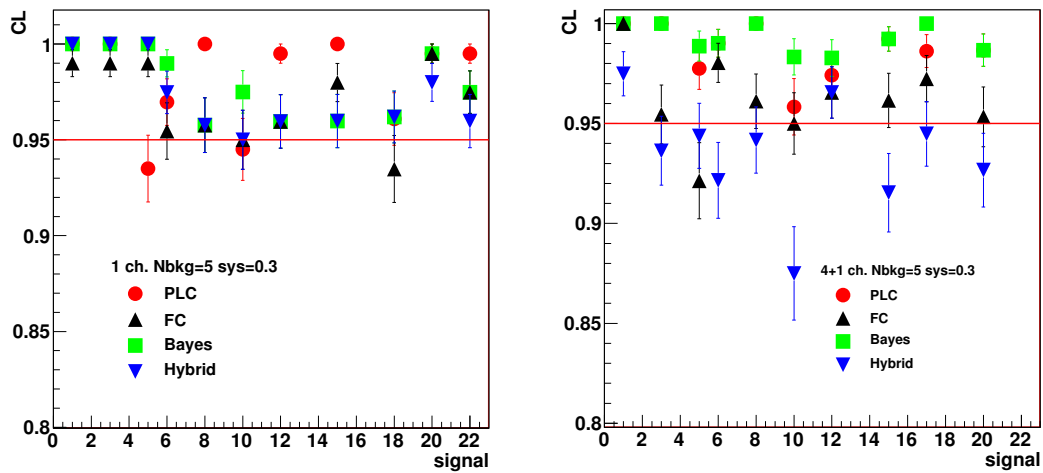 CL
1
0.95
0.9
0.85
0.8
1 ch. Nbkg=5 sys=0.3
PLC
FC
Bayes
Hybrid
0 2 4 6 8 10 12 14 16 18 20 22
signal
CL
1
0.95
0.9
0.85
0.8
4+1 ch. Nbkg=5 sys=0.3
PLC
FC
Bayes
Hybrid
0 2 4 6 8 10 12 14 16 18 20 22
signal